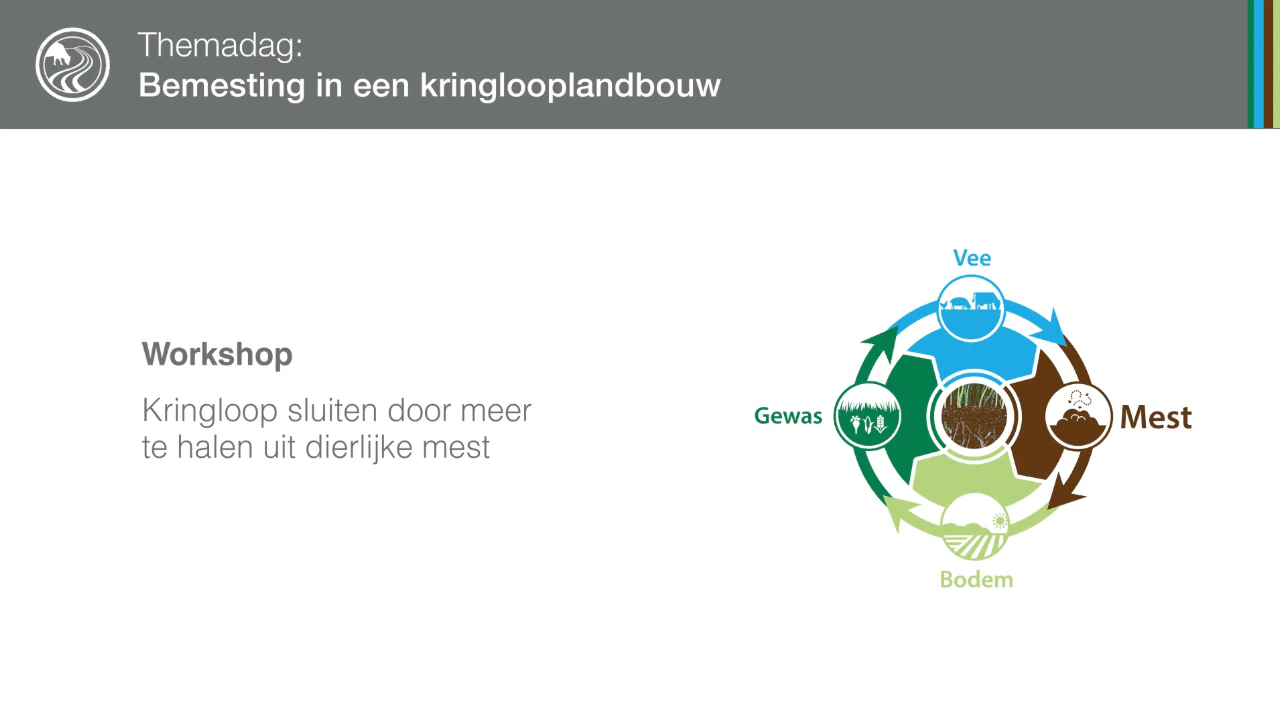 Themadag:
Bemesting in een kringlooplandbouw
Workshop
Kringloop sluiten door meer
te halen uit dierlijke mest
Vee
Gewas
Mest
Bodem